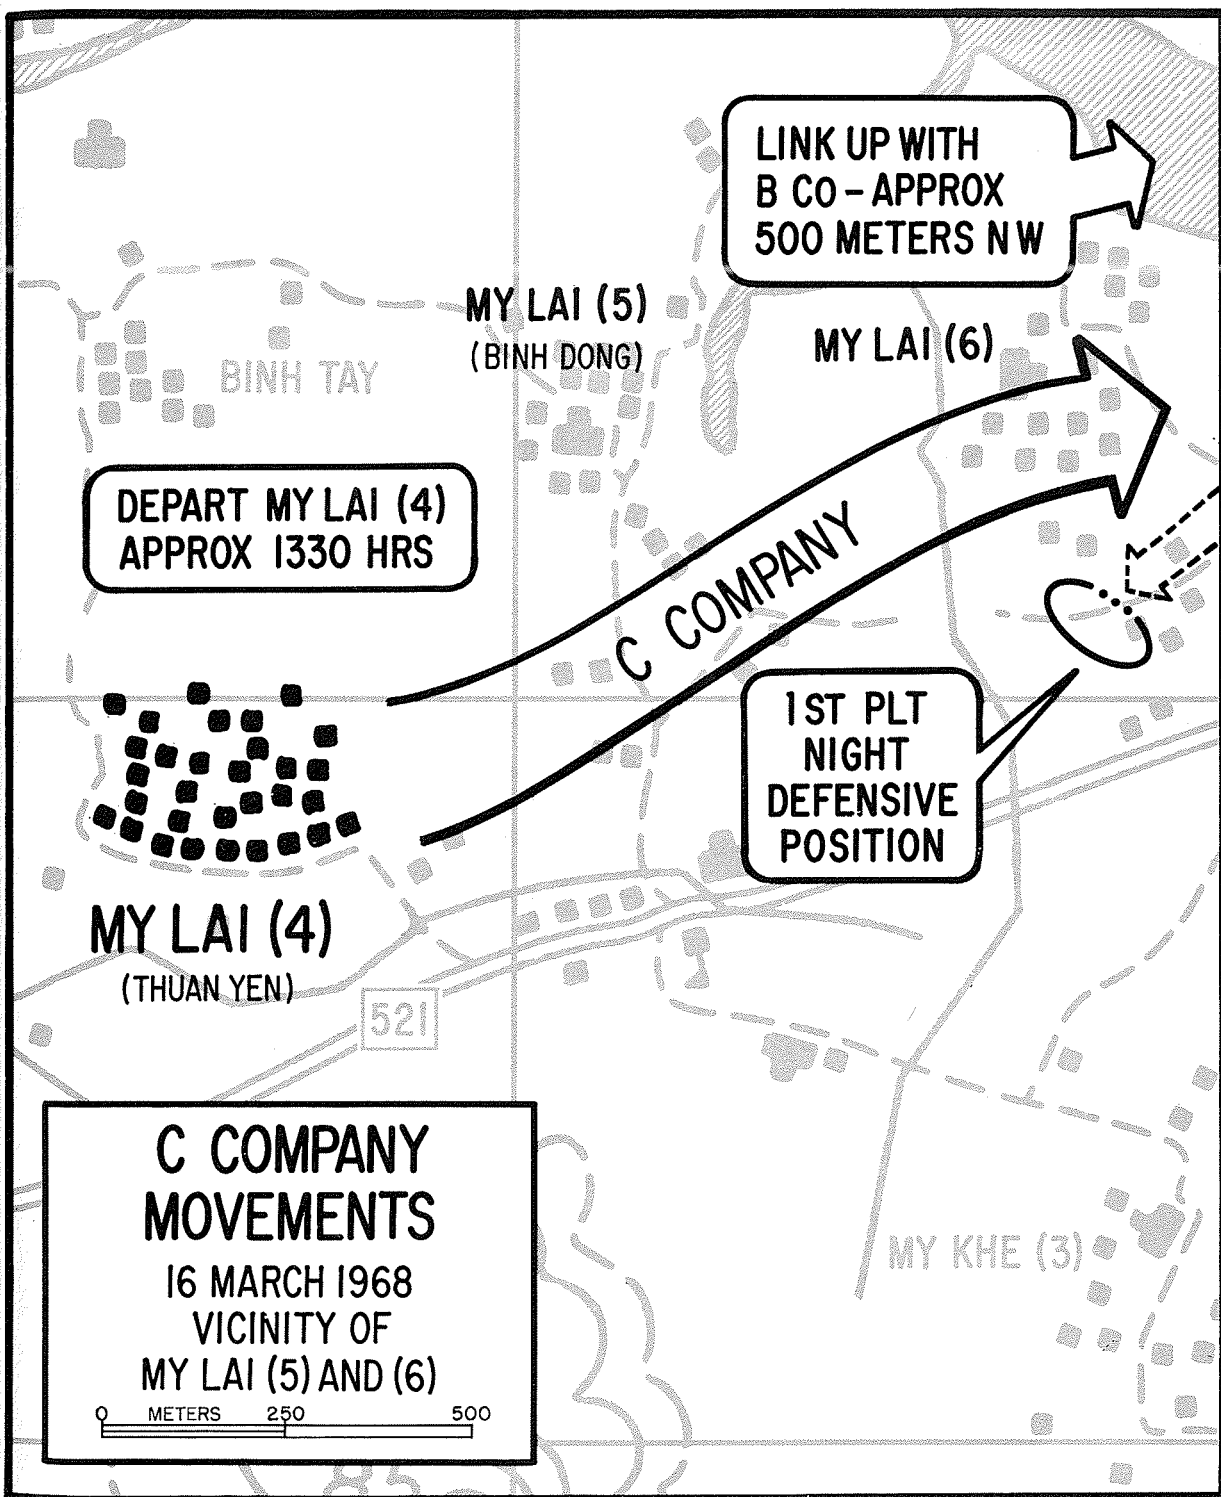 LINK UP WITH
B CO – APPROX
500 METERS NW
MY LAI (5)
(BINH DONG)
MY LAI (6)
BINH TAY
DEPART MY LAI (4)
APPROX 1330 HRS
C COMPANY
1ST PLT
NIGHT
DEFENSIVE
POSITION
MY LAI (4)
(THUAN YEN)
521
C COMPANY
MOVEMENTS
16 MARCH 1968
VICINITY OF
MY LAI (5) AND (6)
0 METERS 250 500
MY KHE (3)
85